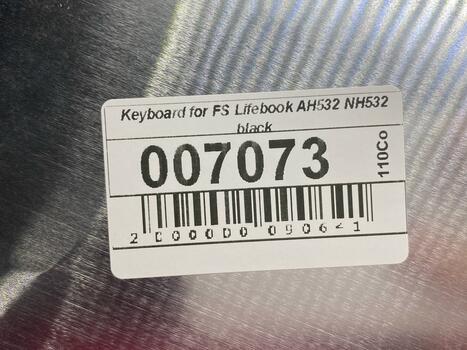 Keyboard for FS Lifebook AH532 NH532
black
007073
110Co
2 000000 090641